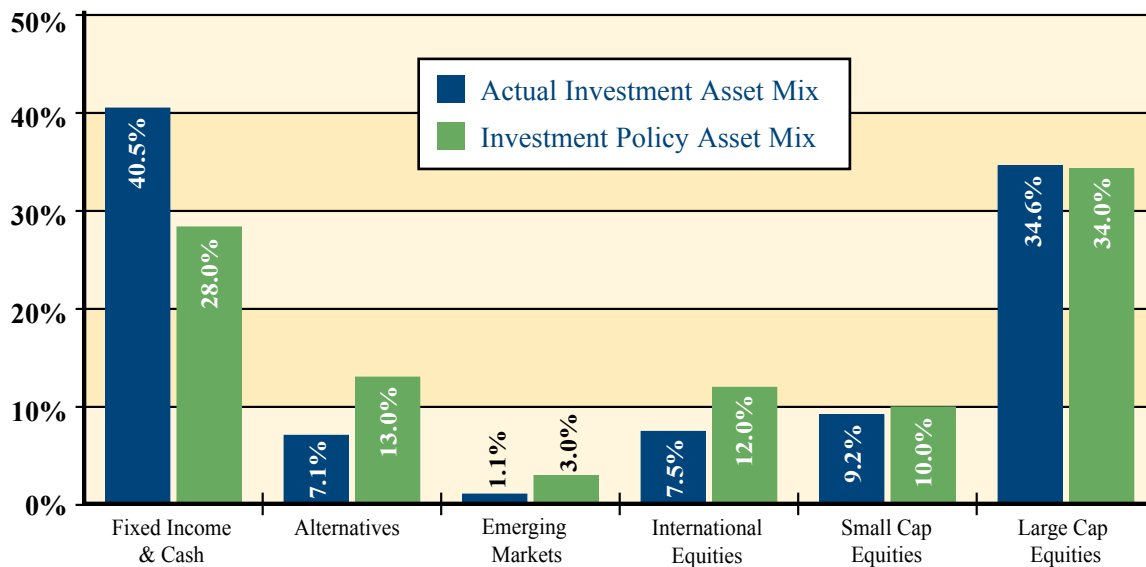 50%
40%
30%
20%
10%
0%
Actual Investment Asset Mix
Investment Policy Asset Mix
40.5%
28.0%
7.1%
13.0%
1.1%
3.0%
7.5%
12.0%
9.2%
10.0%
34.6%
34.0%
Fixed Income
& Cash
Alternatives
Emerging
Markets
International
Equities
Small Cap
Equities
Large Cap
Equities